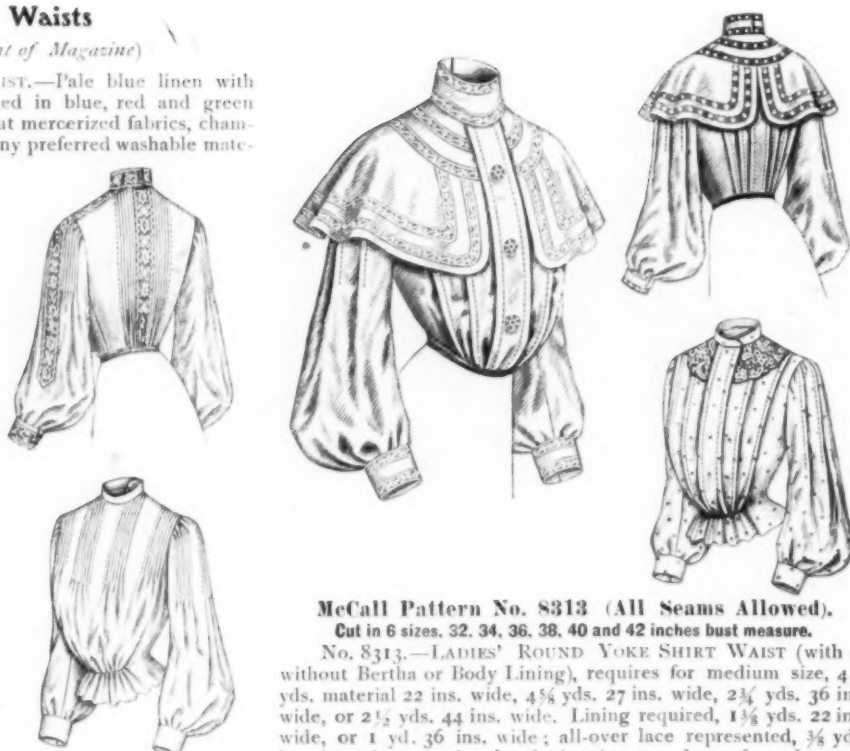 Waists
of Magazine)
IST.—Pale blue linen with
ed in blue, red and green
ut mercerized fabrics, cham-
ny preferred washable mate-
McCall Pattern No. 8313 (All Seams Allowed).
Cut in 6 sizes, 32, 34, 36, 38, 40 and 42 inches bust measure.
No. 8313.—LADIES' ROUND YOKE SHIRT WAIST (with
without Bertha or Body Lining), requires for medium size, 4
yds. material 22 ins. wide, 4⅝ yds. 27 ins. wide, 2¾ yds. 36 in
wide, or 2½ yds. 44 ins. wide. Lining required, 1⅜ yds. 22 in
wide, or 1 yd. 36 ins. wide; all-over lace represented, ⅜ yd